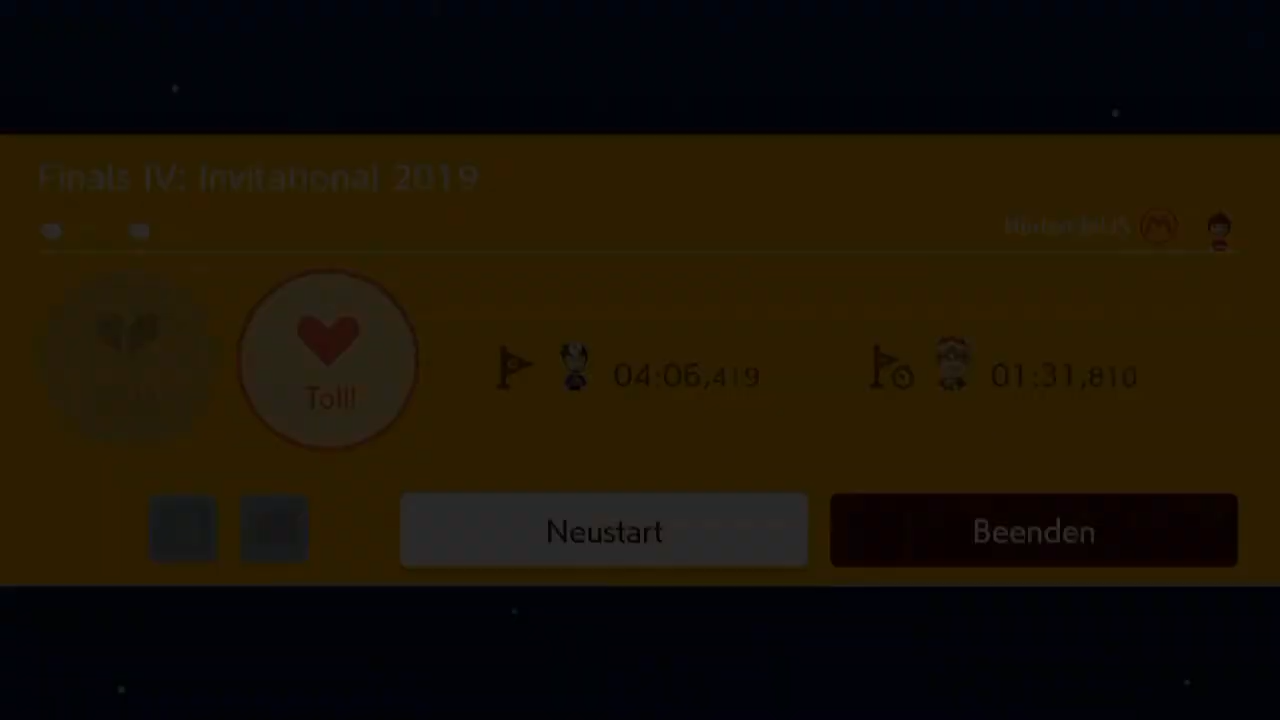 Finals IV: Invitational 2019
Toll!
04:06,419
01:31,810
Neustart
Beenden